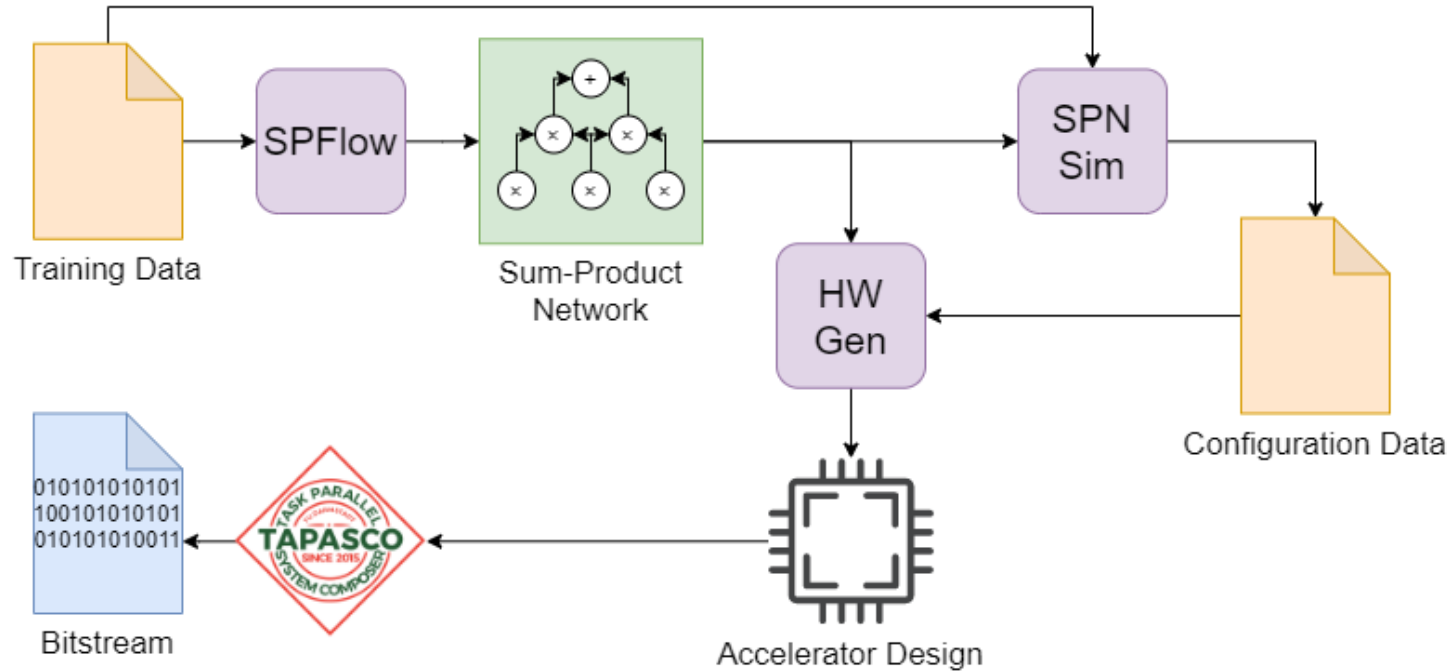 SPFlow
+
×
×
×
×
×
SPN
Sim
Training Data
Sum-Product
Network
HW
Gen
Configuration Data
010101010101
100101010101
010101010011
TASK PARALLEL
TAPASCO
SINCE 2015
SYSTEM COMPOSER
Bitstream
Accelerator Design